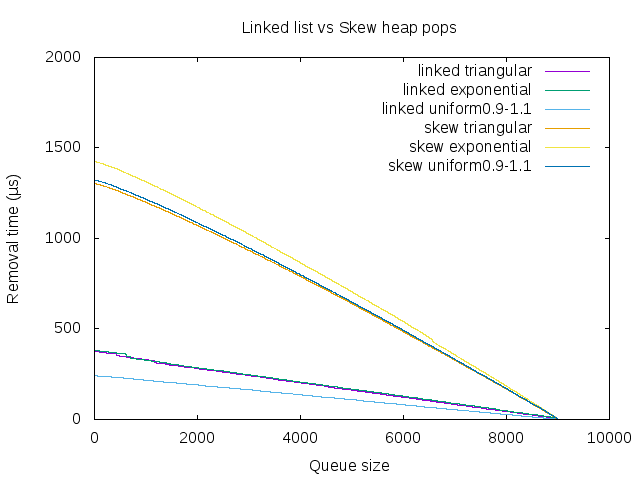 Linked list vs Skew heap pops
2000
1500
1000
500
0
0
2000
4000
6000
8000
10000
Removal time (µs)
Queue size
linked triangular
linked exponential
linked uniform0.9-1.1
skew triangular
skew exponential
skew uniform0.9-1.1